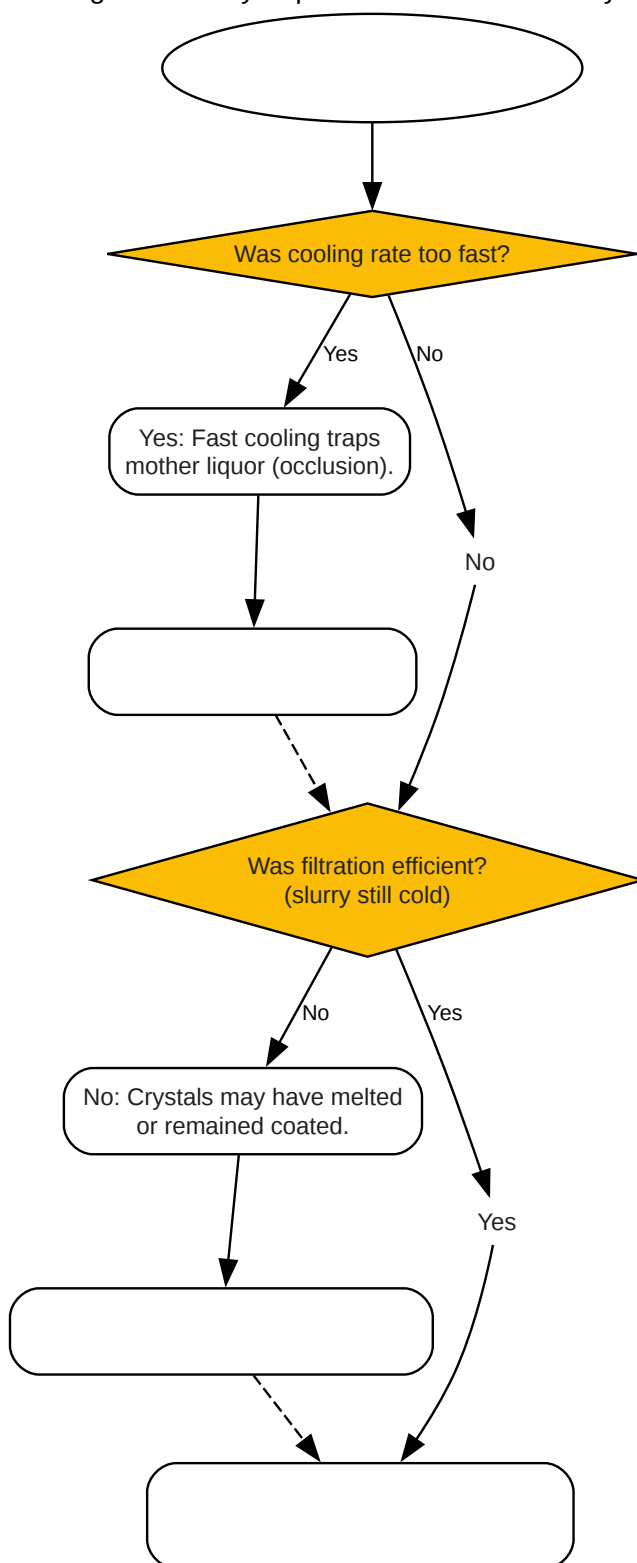 Was cooling rate too fast?
Yes
No
Yes: Fast cooling traps
mother liquor (occlusion).
No
Was filtration efficient?
(slurry still cold)
No
Yes
No: Crystals may have melted
or remained coated.
Yes